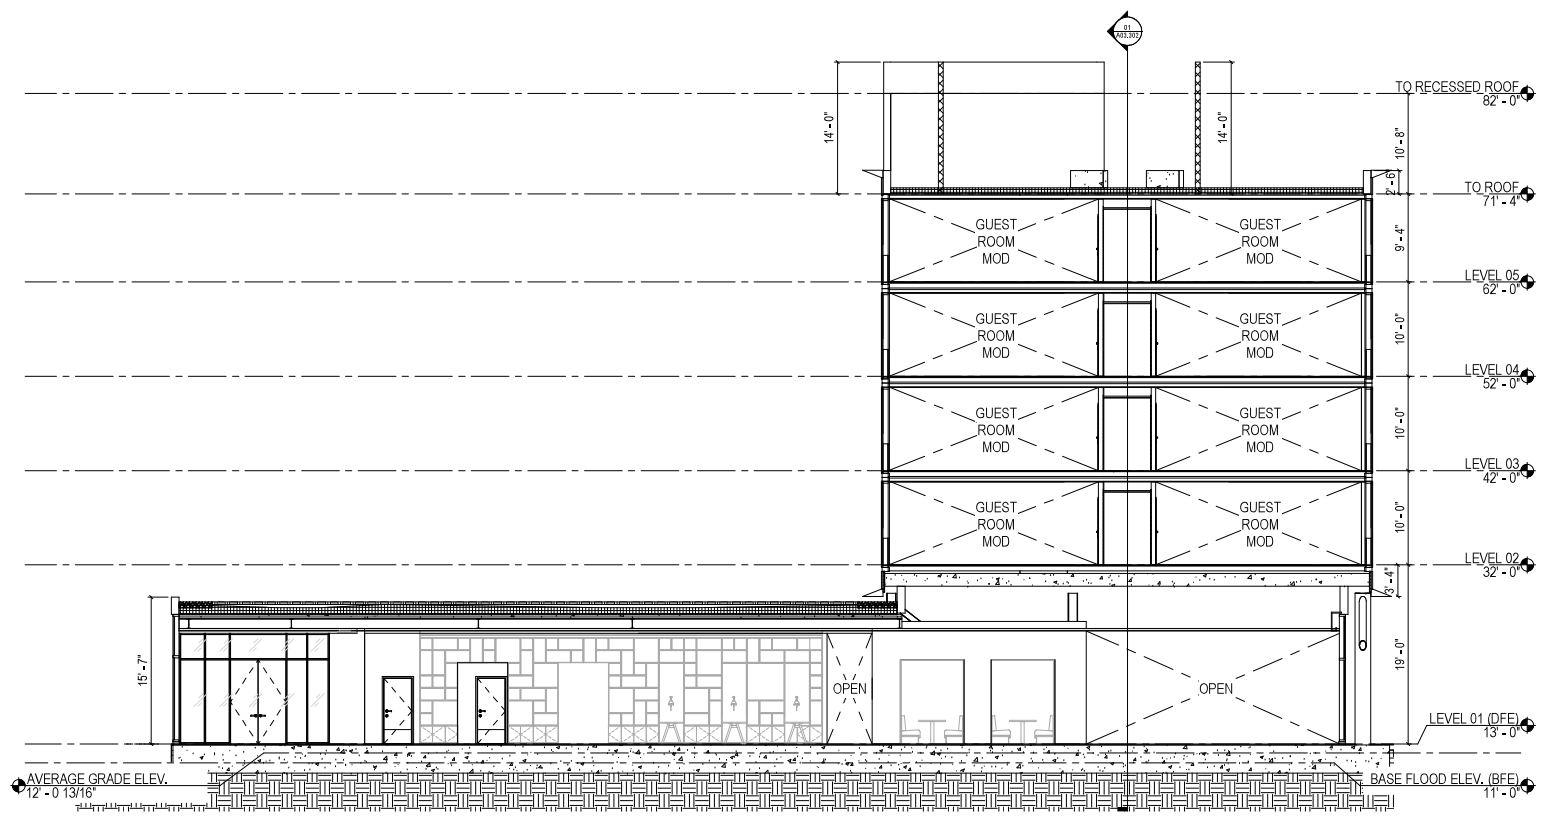 01
A03.302
TO RECESSED ROOF
82' - 0"
14' - 0"
14' - 0"
10' - 8"
2' - 6"
TO ROOF
71' - 4"
GUEST
ROOM
MOD
GUEST
ROOM
MOD
9' - 4"
LEVEL 05
62' - 0"
GUEST
ROOM
MOD
GUEST
ROOM
MOD
10' - 0"
LEVEL 04
52' - 0"
GUEST
ROOM
MOD
GUEST
ROOM
MOD
10' - 0"
LEVEL 03
42' - 0"
GUEST
ROOM
MOD
GUEST
ROOM
MOD
10' - 0"
LEVEL 02
32' - 0"
3' - 4"
15' - 7"
OPEN
OPEN
19' - 0"
LEVEL 01 (DFE)
13' - 0"
AVERAGE GRADE ELEV.
12' - 0 13/16"
BASE FLOOD ELEV. (BFE)
11' - 0"